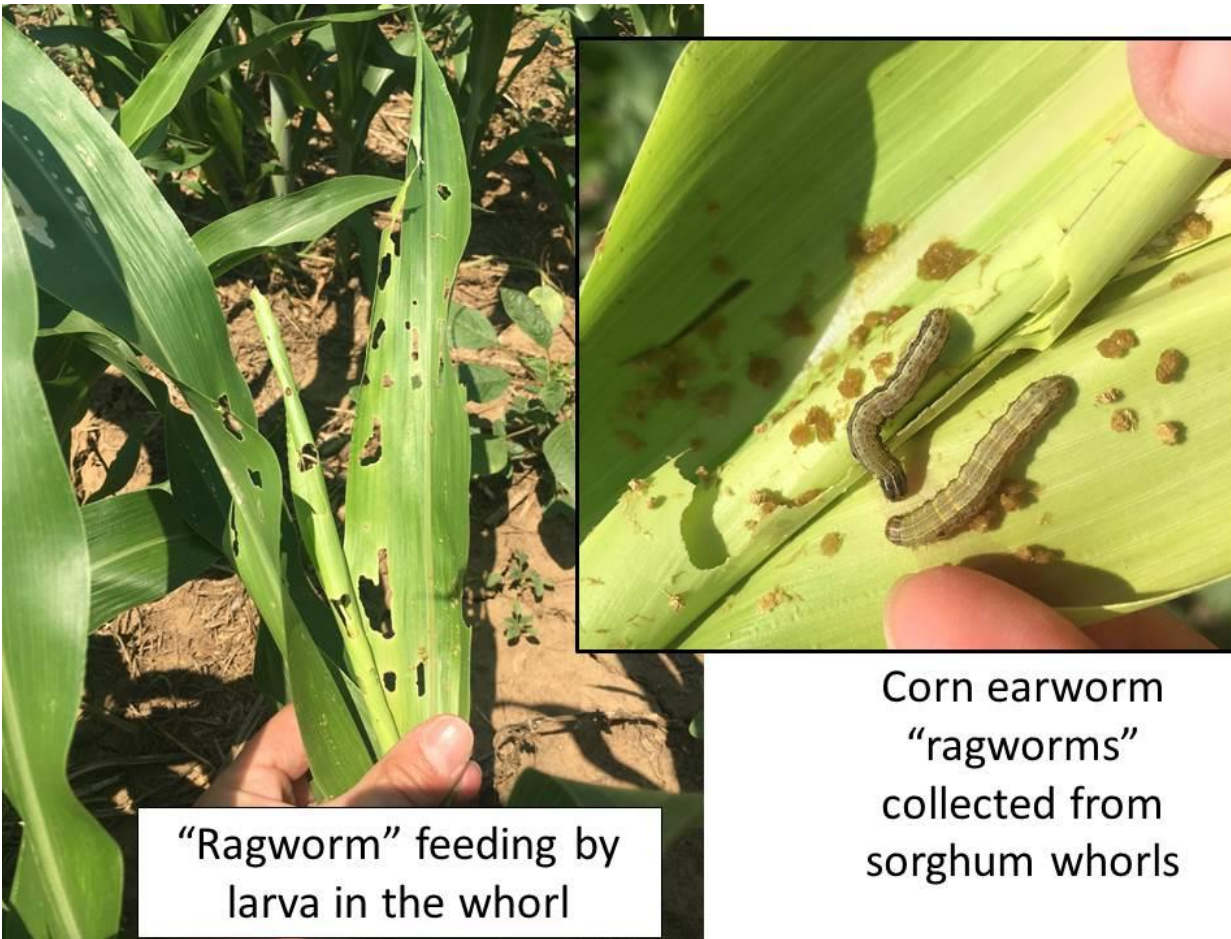 “Ragworm” feeding by
larva in the whorl
Corn earworm
“ragworms”
collected from
sorghum whorls